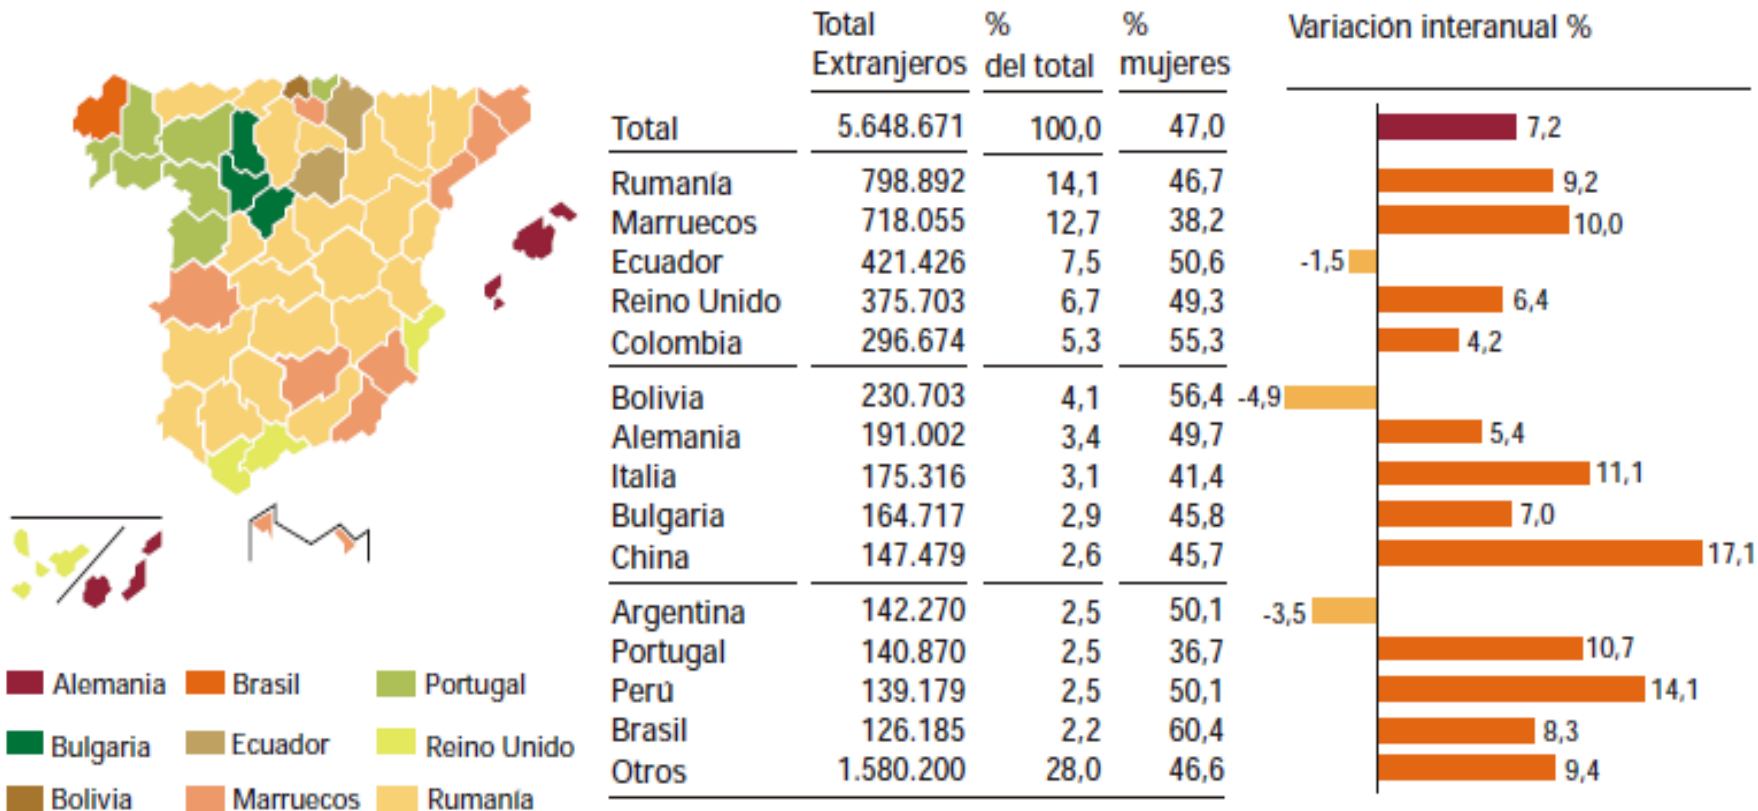 Total Extranjeros % del total % mujeres Variación interanual %
Total 5.648.671 100,0 47,0 7,2
Rumanía 798.892 14,1 46,7 9,2
Marruecos 718.055 12,7 38,2 10,0
Ecuador 421.426 7,5 50,6 -1,5
Reino Unido 375.703 6,7 49,3 6,4
Colombia 296.674 5,3 55,3 4,2
Bolivia 230.703 4,1 56,4 -4,9
Alemania 191.002 3,4 49,7 5,4
Italia 175.316 3,1 41,4 11,1
Bulgaria 164.717 2,9 45,8 7,0
China 147.479 2,6 45,7 17,1
Argentina 142.270 2,5 50,1 -3,5
Portugal 140.870 2,5 36,7 10,7
Perú 139.179 2,5 50,1 14,1
Brasil 126.185 2,2 60,4 8,3
Otros 1.580.200 28,0 46,6 9,4
Alemania Brasil Portugal
Bulgaria Ecuador Reino Unido
Bolivia Marruecos Rumanía